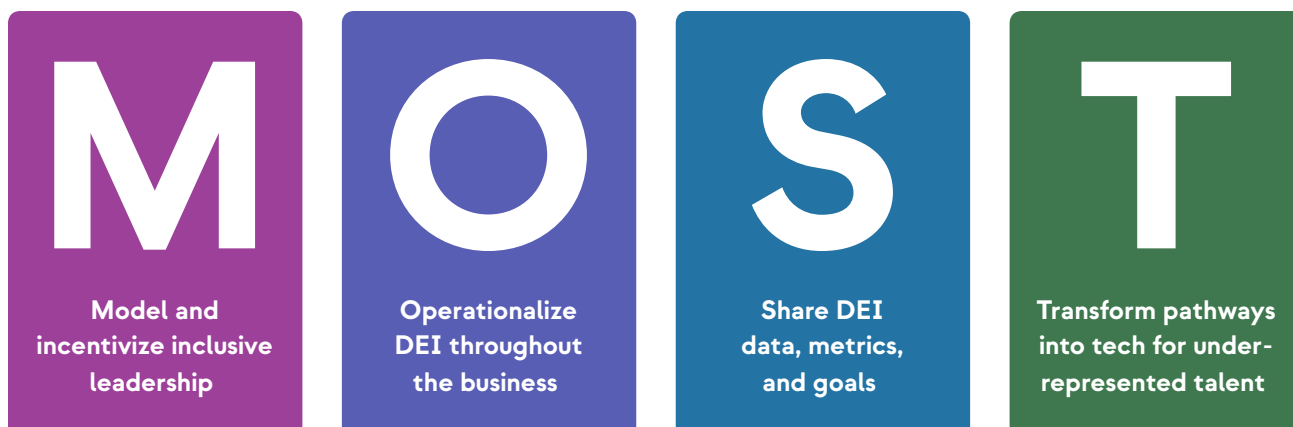 M
Model and
incentivize inclusive
leadership
O
Operationalize
DEI throughout
the business
S
Share DEI
data, metrics,
and goals
T
Transform pathways
into tech for under-
represented talent